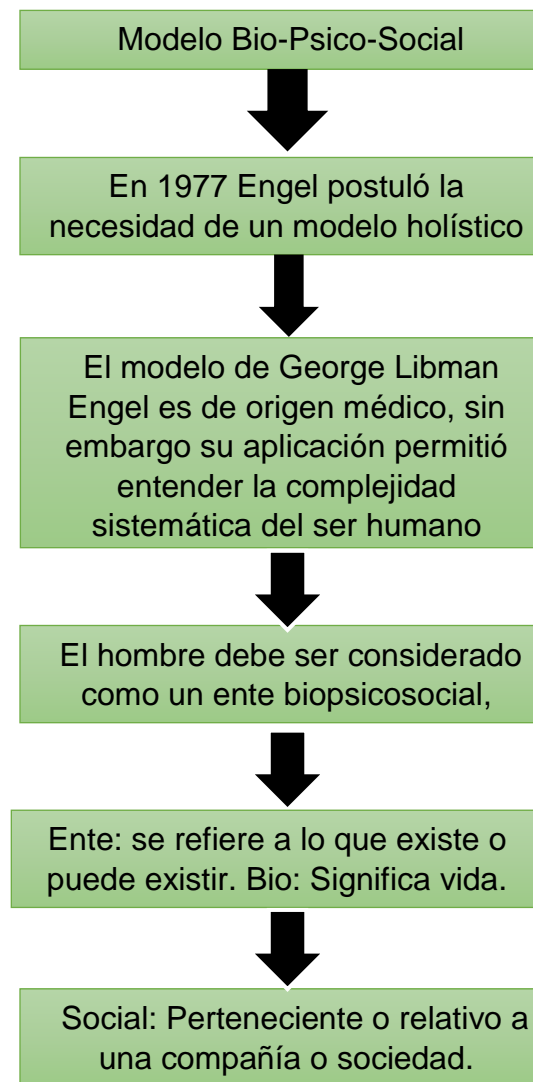 Modelo Bio-Psico-Social
En 1977 Engel postuló la
necesidad de un modelo holístico
El modelo de George Libman
Engel es de origen médico, sin
embargo su aplicación permitió
entender la complejidad
sistemática del ser humano
El hombre debe ser considerado
como un ente biopsicosocial,
Ente: se refiere a lo que existe o
puede existir. Bio: Significa vida.
Social: Perteneciente o relativo a
una compañía o sociedad.